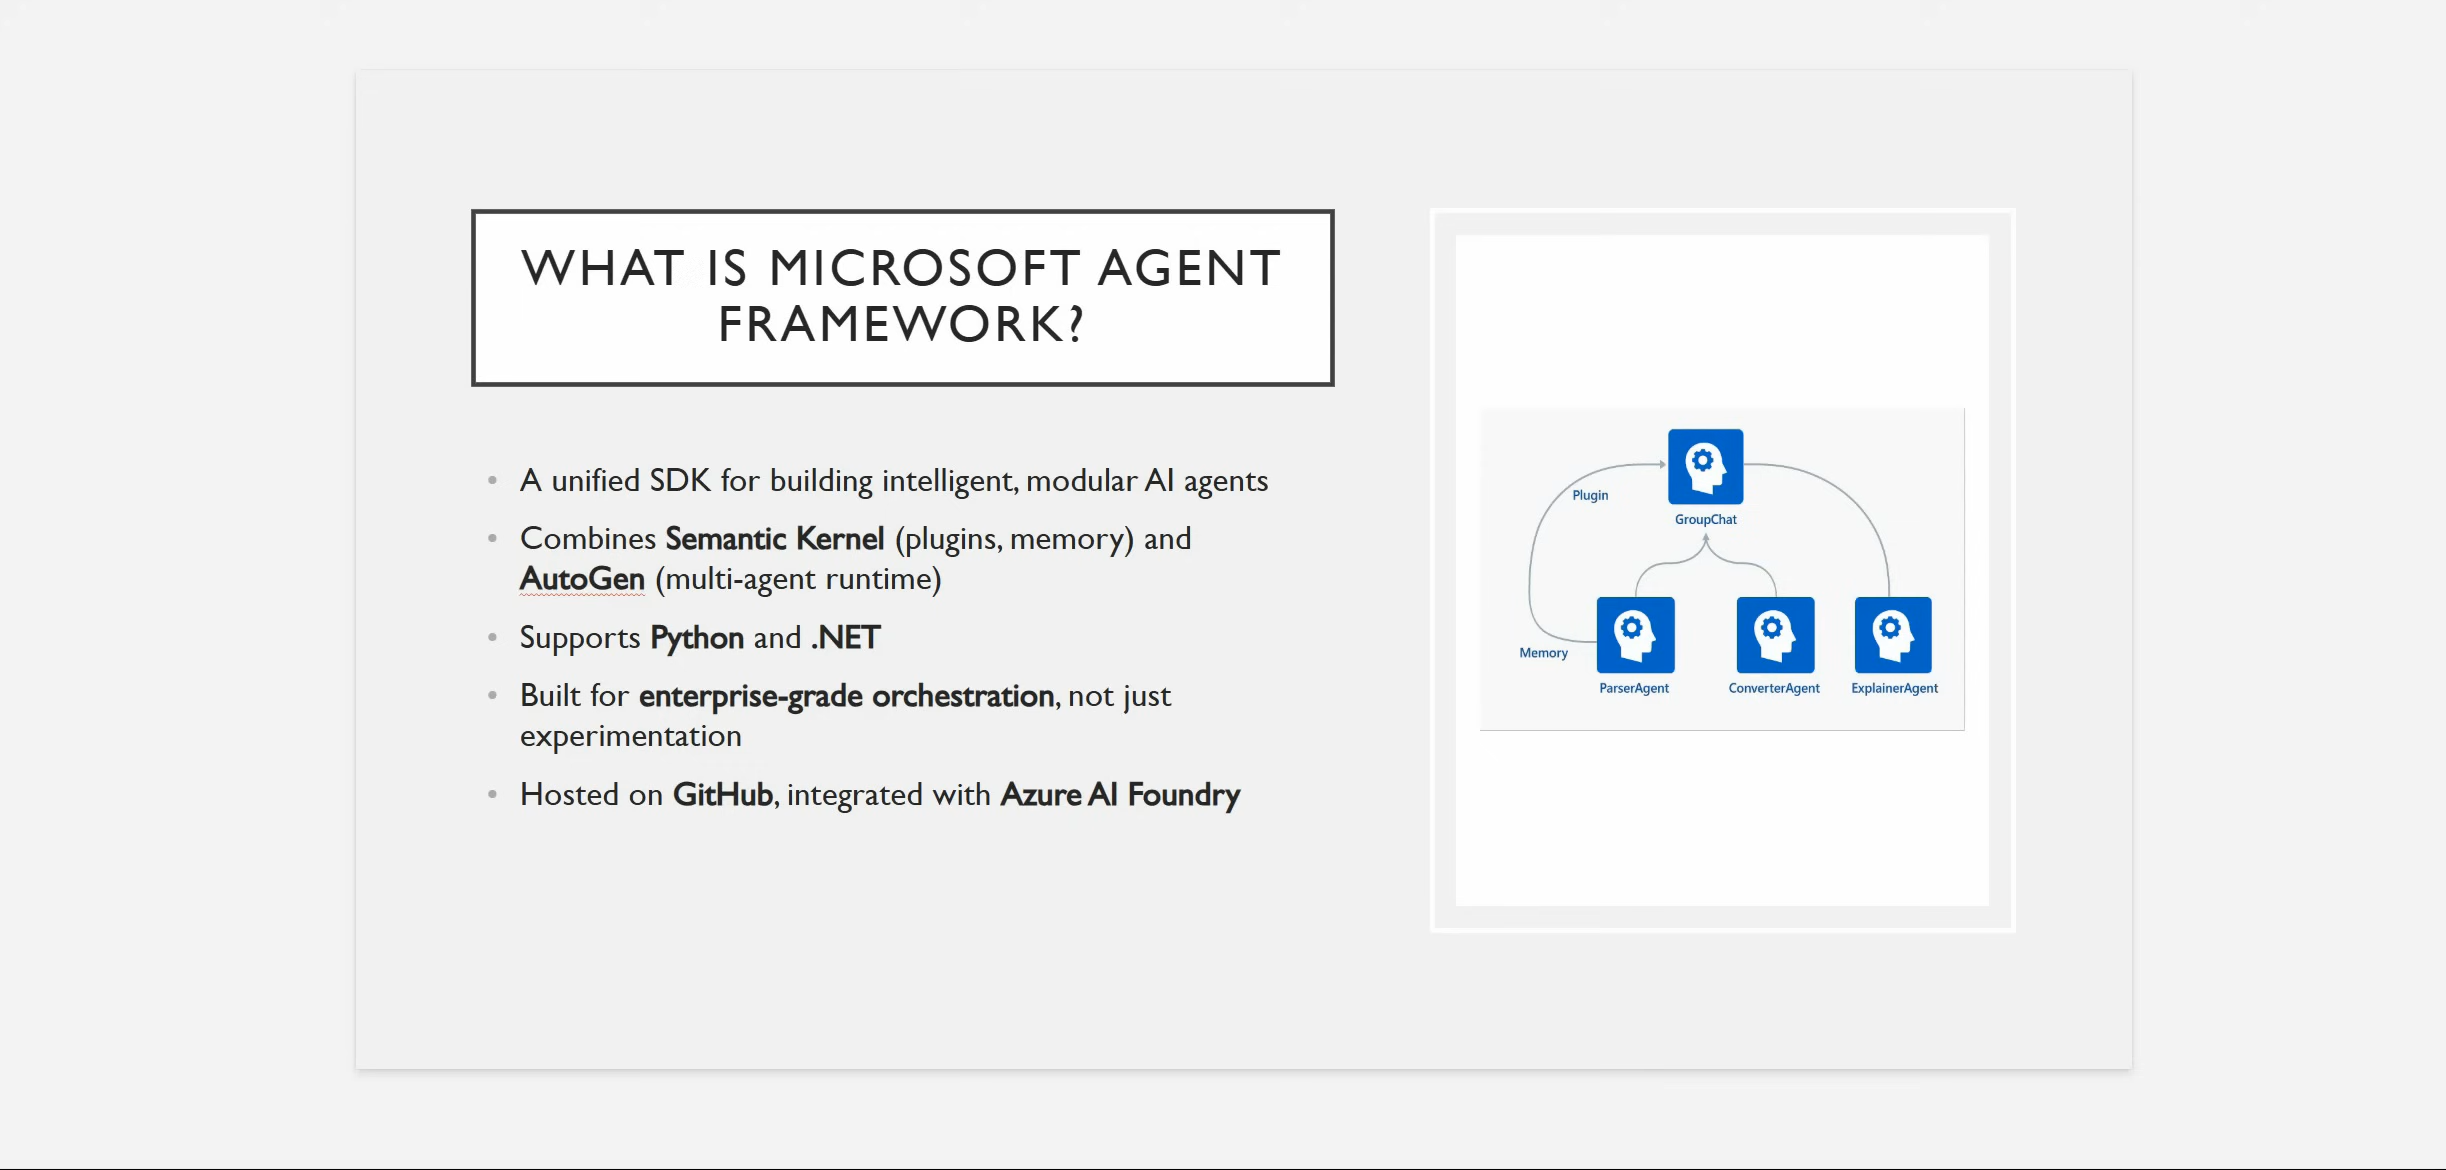 WHAT IS MICROSOFT AGENT
FRAMEWORK?
• A unified SDK for building intelligent, modular AI agents
• Combines Semantic Kernel (plugins, memory) and
AutoGen (multi-agent runtime)
• Supports Python and .NET
• Built for enterprise-grade orchestration, not just
experimentation
• Hosted on GitHub, integrated with Azure AI Foundry
Plugin
GroupChat
Memory
ParserAgent
ConverterAgent
ExplainerAgent